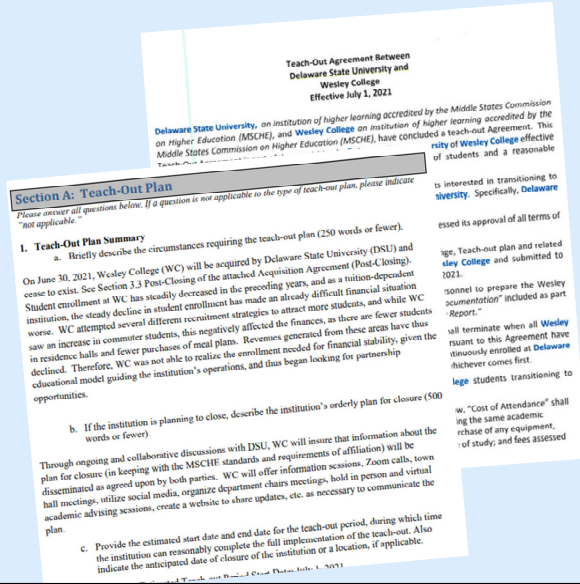 Teach-Out Agreement Between
Delaware State University and
Wesley College
Effective July 1, 2021
Delaware State University, an institution of higher learning accredited by the Middle States Commission
on Higher Education (MSCHE), and Wesley College an institution of higher learning accredited by the
Middle States Commission on Higher Education (MSCHE), have concluded a teach-out Agreement. This
rsity of Wesley College effective
of students and a reasonable
ts interested in transitioning to
niversity. Specifically, Delaware
essed its approval of all terms of
nge, Teach-out plan and related
sley College and submitted to
2021.
rsonnel to prepare the Wesley
ocumentation" included as part
Report."
all terminate when all Wesley
rsuant to this Agreement have
tinuously enrolled at Delaware
hichever comes first.
lege students transitioning to
w, "Cost of Attendance" shall
ing the same academic
rchase of any equipment,
of study; and fees assessed
Section A: Teach-Out Plan
Please answer all questions below. If a question is not applicable to the type of teach-out plan, please indicate
"not applicable."
1. Teach-Out Plan Summary
a. Briefly describe the circumstances requiring the teach-out plan (250 words or fewer).
On June 30, 2021, Wesley College (WC) will be acquired by Delaware State University (DSU) and
cease to exist. See Section 3.3 Post-Closing of the attached Acquisition Agreement (Post-Closing).
Student enrollment at WC has steadily decreased in the preceding years, and as a tuition-dependent
institution, the steady decline in student enrollment has made an already difficult financial situation
worse. WC attempted several different recruitment strategies to attract more students, and while WC
saw an increase in commuter students, this negatively affected the finances, as there are fewer students
in residence halls and fewer purchases of meal plans. Revenues generated from these areas have thus
declined. Therefore, WC was not able to realize the enrollment needed for financial stability, given the
educational model guiding the institution's operations, and thus began looking for partnership
opportunities.
b. If the institution is planning to close, describe the institution's orderly plan for closure (500
words or fewer)
Through ongoing and collaborative discussions with DSU, WC will insure that information about the
plan for closure (in keeping with the MSCHE standards and requirements of affiliation) will be
disseminated as agreed upon by both parties. WC will offer information sessions, Zoom calls, town
hall meetings, utilize social media, organize department chairs meetings, hold in person and virtual
academic advising sessions, create a website to share updates, etc. as necessary to communicate the
plan.
c. Provide the estimated start date and end date for the teach-out period, during which time
the institution can reasonably complete the full implementation of the teach-out. Also
indicate the anticipated date of closure of the institution or a location, if applicable.